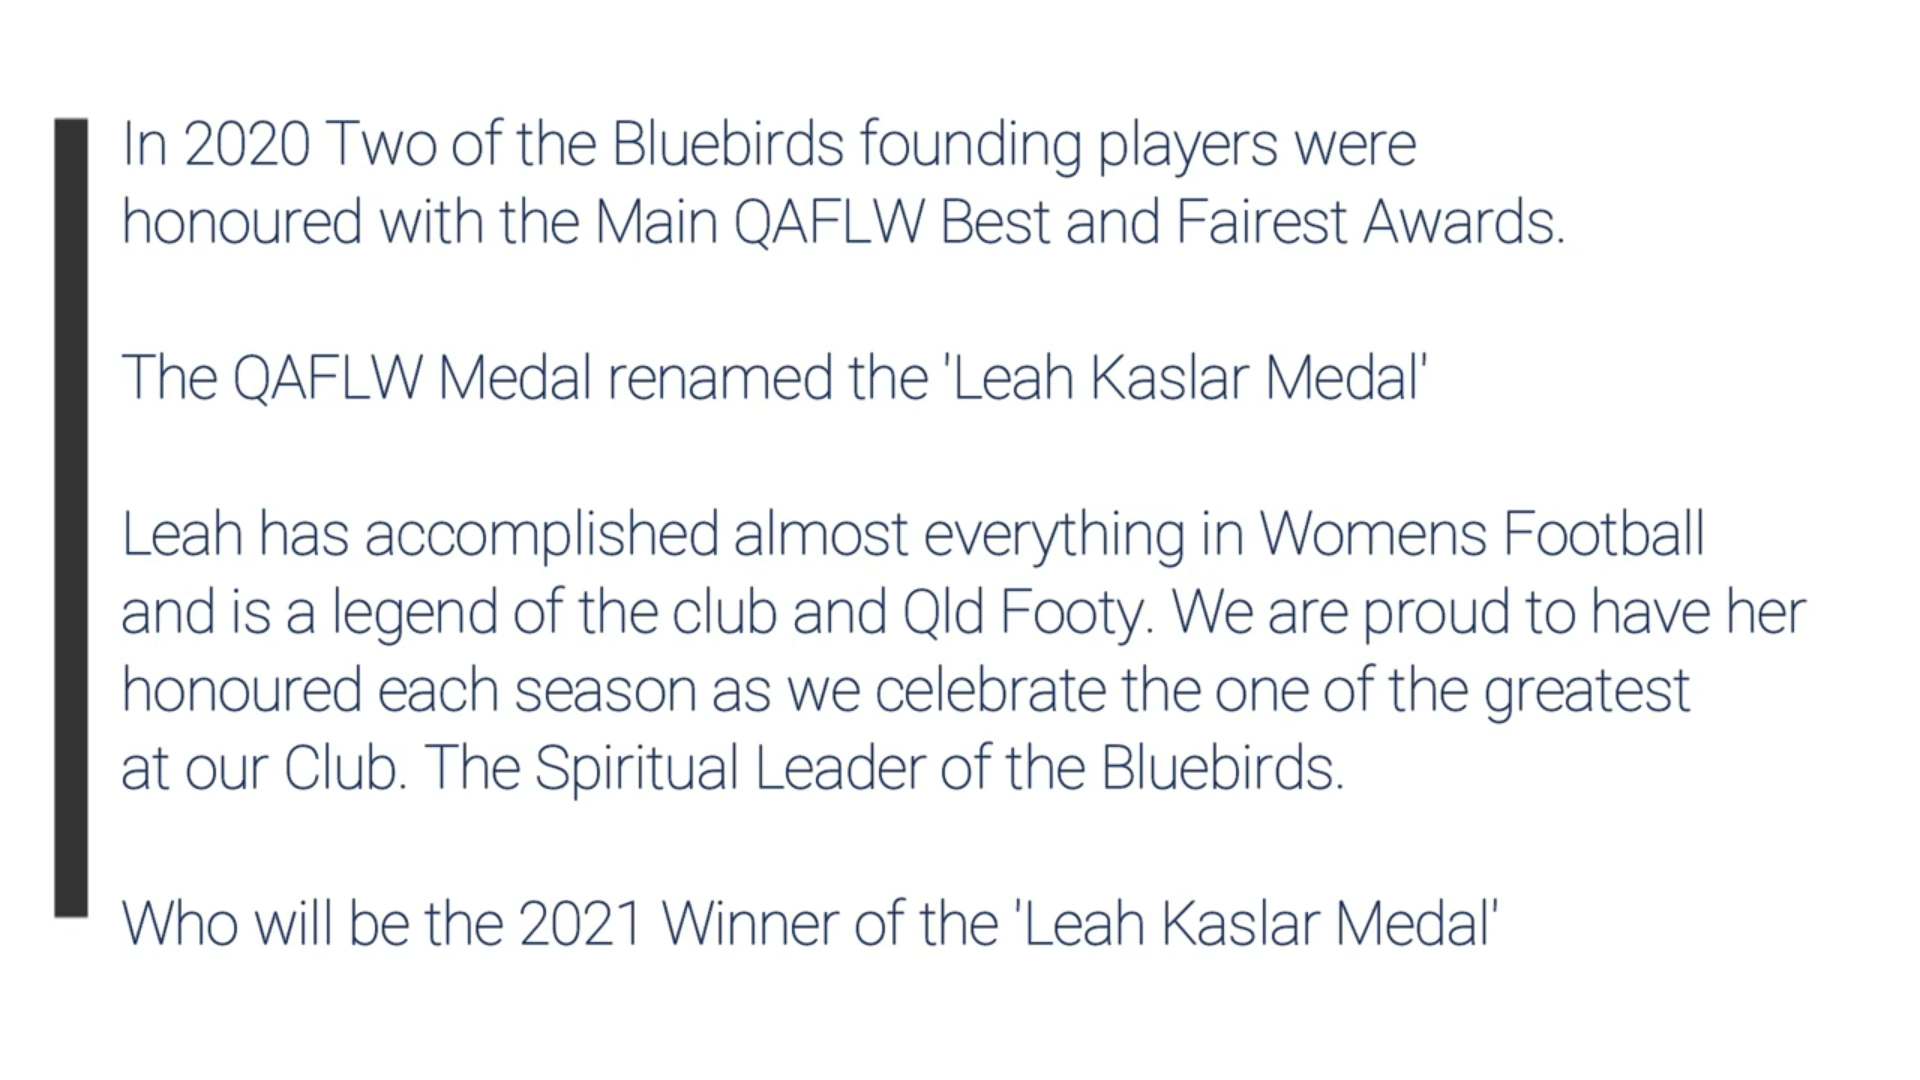 In 2020 Two of the Bluebirds founding players were
honoured with the Main QAFLW Best and Fairest Awards.
The QAFLW Medal renamed the 'Leah Kaslar Medal'
Leah has accomplished almost everything in Womens Football
and is a legend of the club and Qld Footy. We are proud to have her
honoured each season as we celebrate the one of the greatest
at our Club. The Spiritual Leader of the Bluebirds.
Who will be the 2021 Winner of the 'Leah Kaslar Medal'